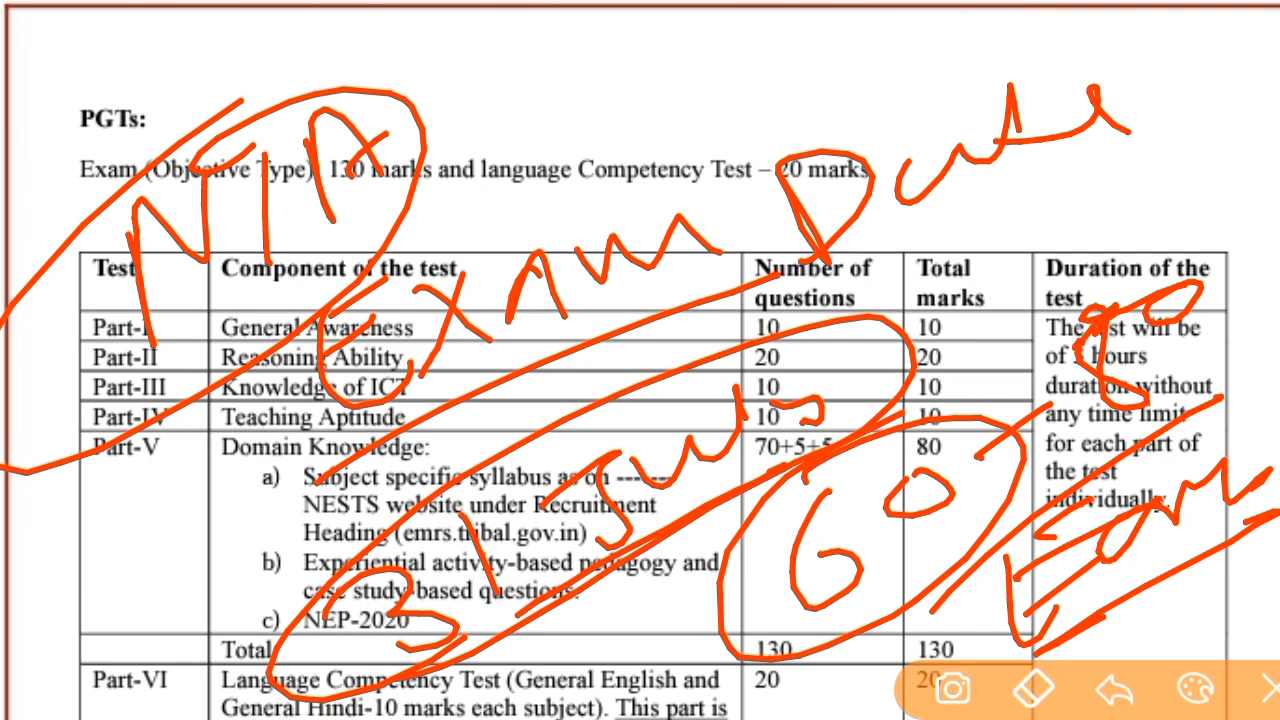 PGTs:
Exam (Objective Type) 130 marks and language Competency Test – 20 marks
NTA
Exam Date
Test Component of the test Number of questions Total marks Duration of the test
Part-I General Awareness 10 10 The test will be
Part-II Reasoning Ability 20 20 of 3 hours
Part-III Knowledge of ICT 10 10 duration without
Part-IV Teaching Aptitude 10 10 any time limit
Part-V Domain Knowledge: 70+5+5 80 for each part of
a) Subject specific syllabus as on ------- the test
NESTS website under Recruitment individually.
Heading (emrs.tribal.gov.in)
b) Experiential activity-based pedagogy and
case study-based questions.
c) NEP-2020
Total 130 130
Part-VI Language Competency Test (General English and 20 20
General Hindi-10 marks each subject). This part is
31
60
80